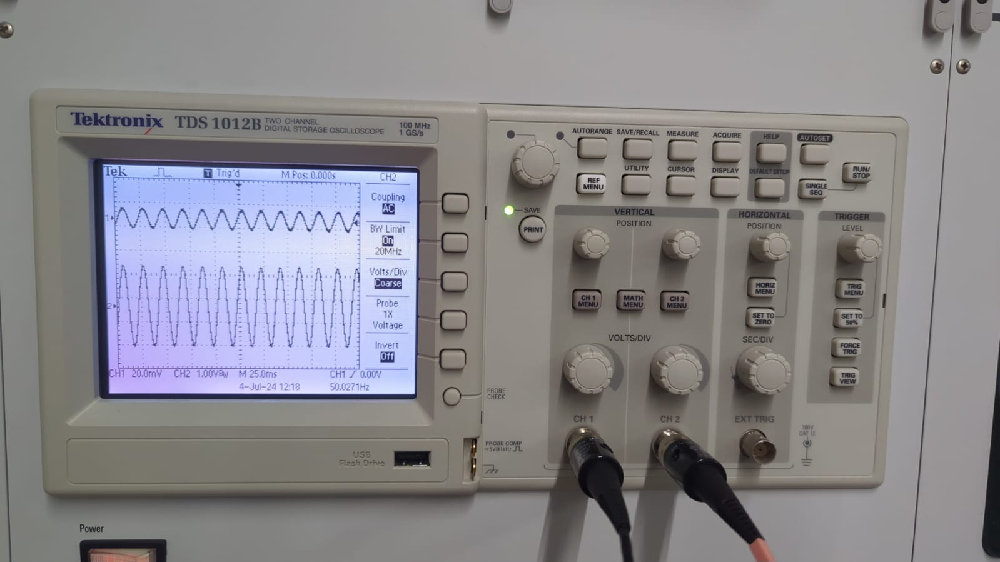 Tektronix TDS 1012B TWO CHANNEL DIGITAL STORAGE OSCILLOSCOPE 100 MHz 1 GS/s
Tek T Trig'd M Pos: 0.000s CH2
Coupling
AC
BW Limit
On
20MHz
Volts/Div
Coarse
Probe
1X
Voltage
Invert
Off
1
2
CH1 20.0mV CH2 1.00VBW M 25.0ms CH1 0.00V
4-Jul-24 12:18 50.0271Hz
PROBE
CHECK
USB
Flash Drive
PROBE COMP
~5V@1kHz
AUTORANGE SAVE/RECALL MEASURE ACQUIRE HELP AUTOSET
REF
MENU
UTILITY CURSOR DISPLAY DEFAULT SETUP
SINGLE
SEQ
RUN/
STOP
SAVE
PRINT
VERTICAL
POSITION
CH 1
MENU
MATH
MENU
CH 2
MENU
VOLTS/DIV
CH 1 CH 2
HORIZONTAL
POSITION
HORIZ
MENU
SET TO
ZERO
SEC/DIV
EXT TRIG
TRIGGER
LEVEL
TRIG
MENU
SET TO
50%
FORCE
TRIG
TRIG
VIEW
300V
CAT II
Power